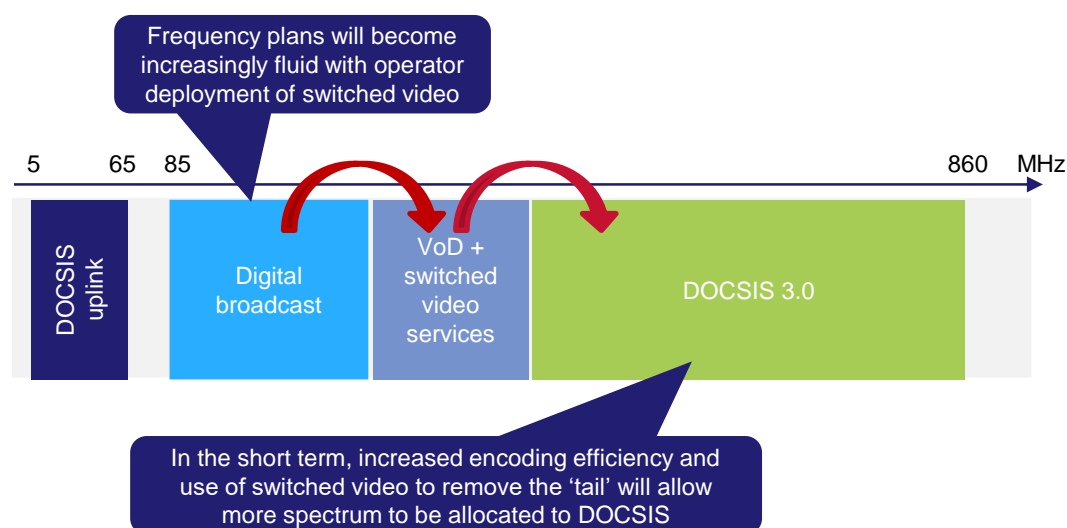 Frequency plans will become
increasingly fluid with operator
deployment of switched video
5 65 85 860 MHz
DOCSIS
uplink
Digital
broadcast
VoD +
switched
video
services
DOCSIS 3.0
In the short term, increased encoding efficiency and
use of switched video to remove the ‘tail’ will allow
more spectrum to be allocated to DOCSIS